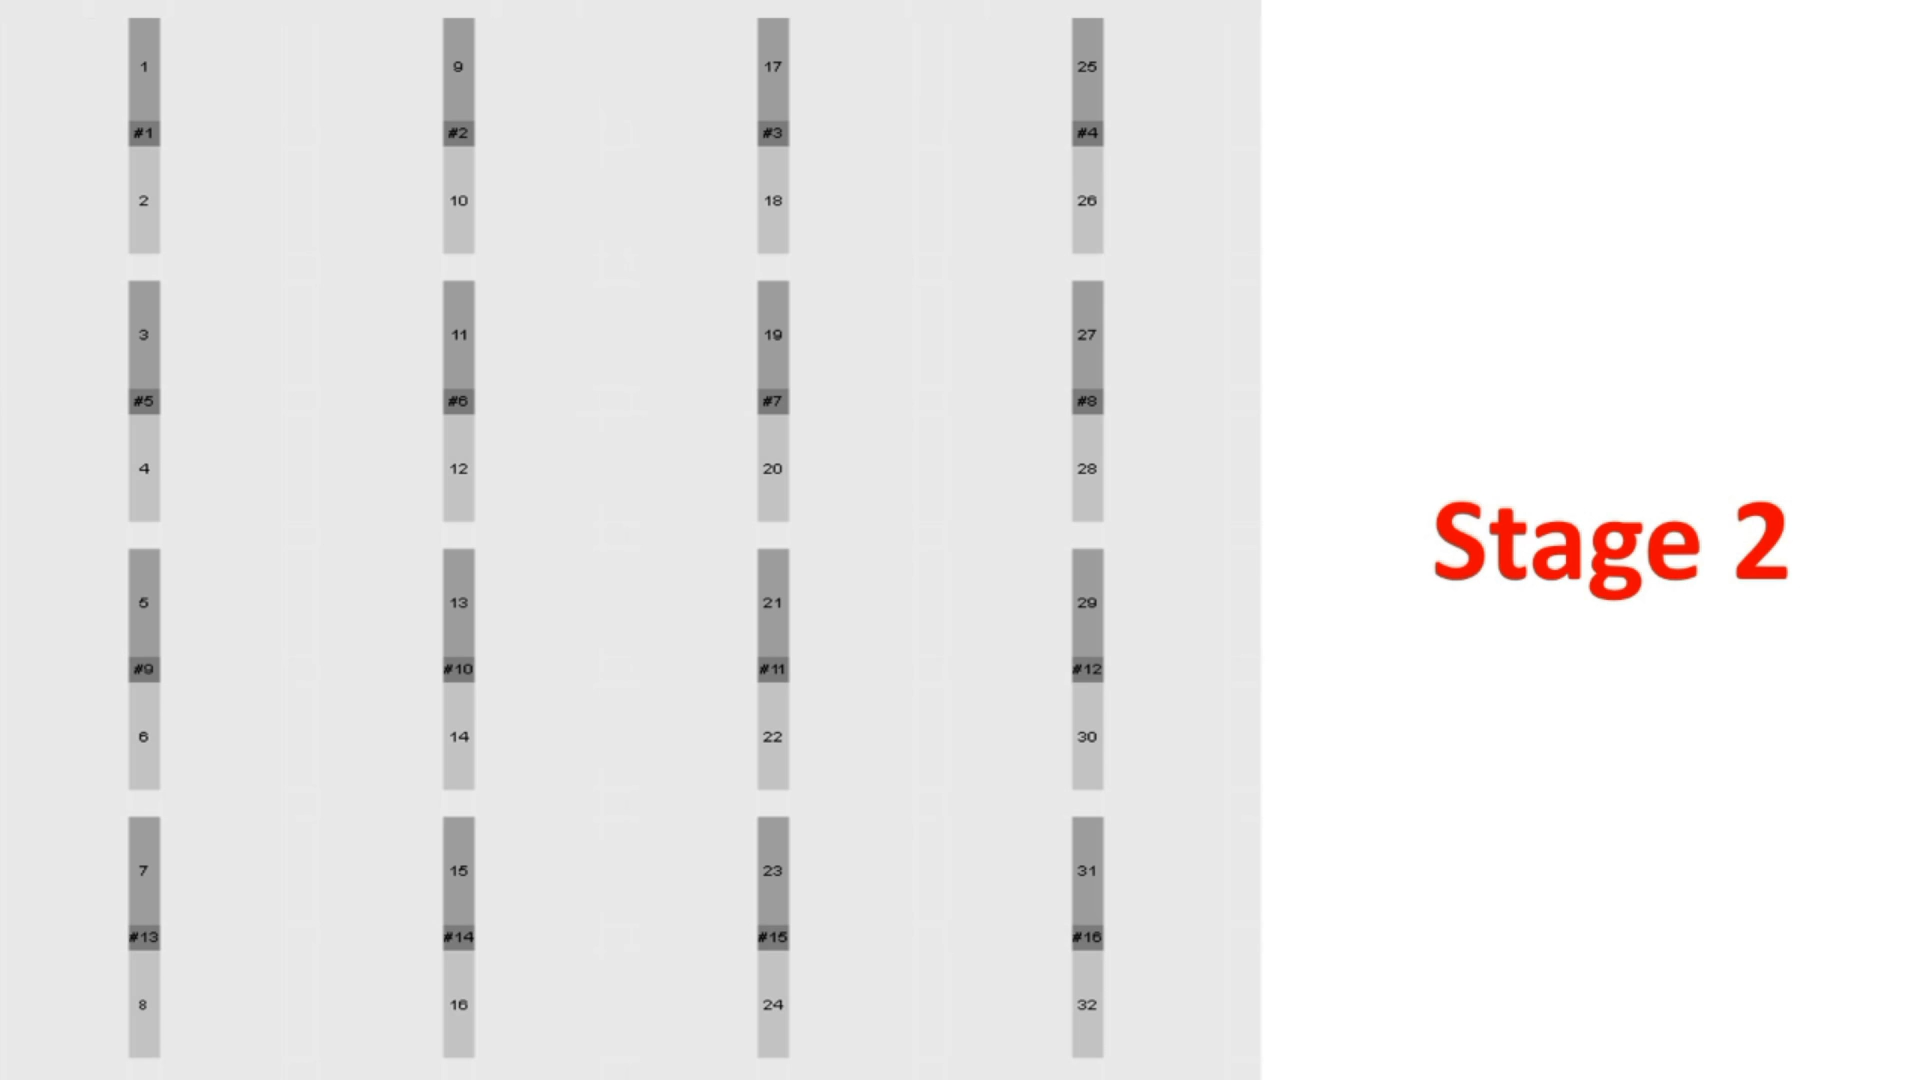 1 9 17 25
#1 #2 #3 #4
2 10 18 26
3 11 19 27
#5 #6 #7 #8
4 12 20 28
Stage 2
5 13 21 29
#9 #10 #11 #12
6 14 22 30
7 15 23 31
#13 #14 #15 #16
8 16 24 32